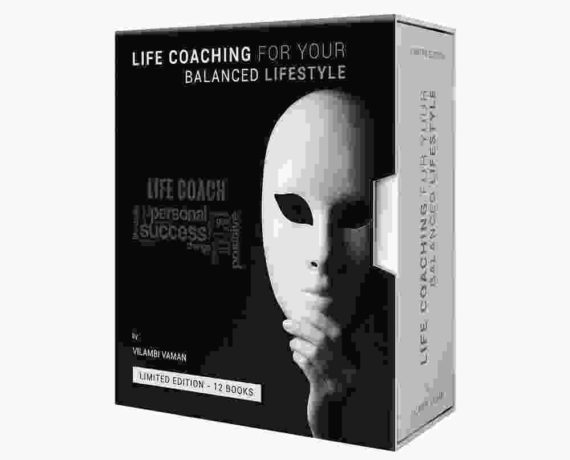 LIFE COACHING FOR YOUR
BALANCED LIFESTYLE
LIFE COACH
personal
success
positive
by:
VILAMBI VAMAN
LIMITED EDITION - 12 BOOKS
LIMITED EDITION
LIFE COACHING FOR YOUR
BALANCED LIFESTYLE